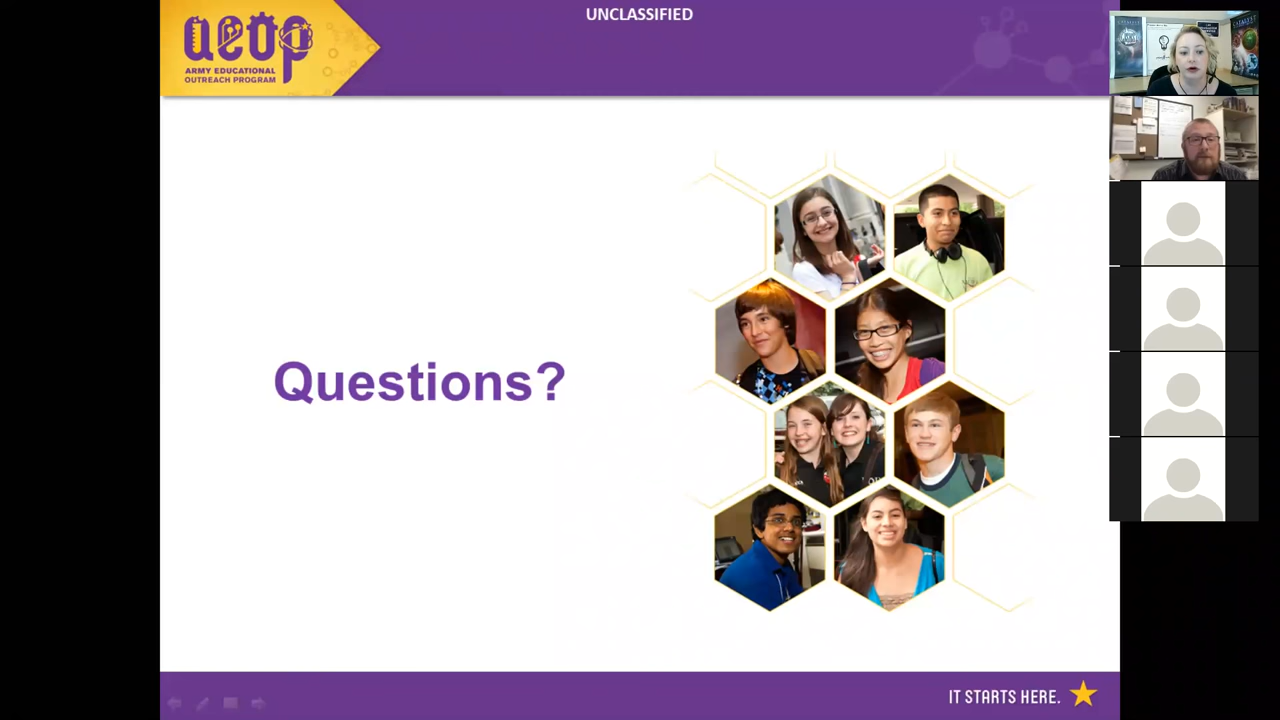 UNCLASSIFIED
aeop
ARMY EDUCATIONAL
OUTREACH PROGRAM
Questions?
IT STARTS HERE.